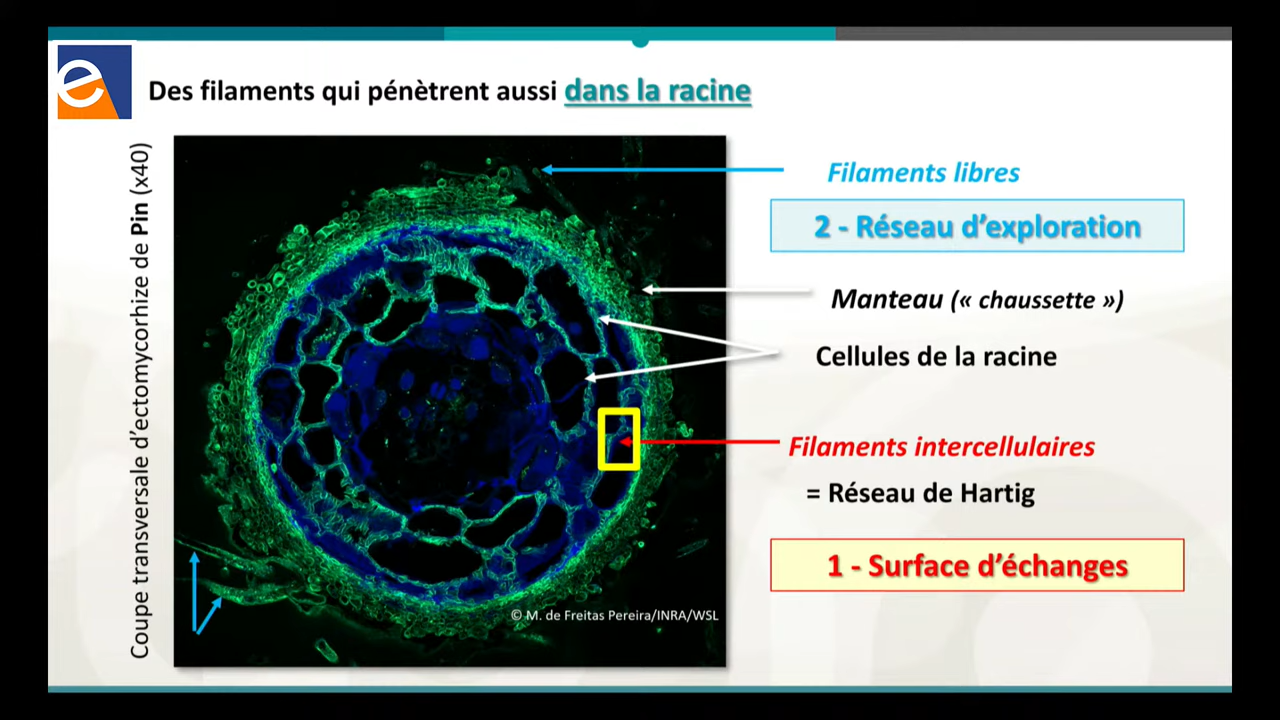 Des filaments qui pénètrent aussi dans la racine
Coupe transversale d'ectomycorhize de Pin (x40)
Filaments libres
2 - Réseau d'exploration
Manteau (« chaussette »)
Cellules de la racine
Filaments intercellulaires
= Réseau de Hartig
1 - Surface d'échanges
© M. de Freitas Pereira/INRA/WSL